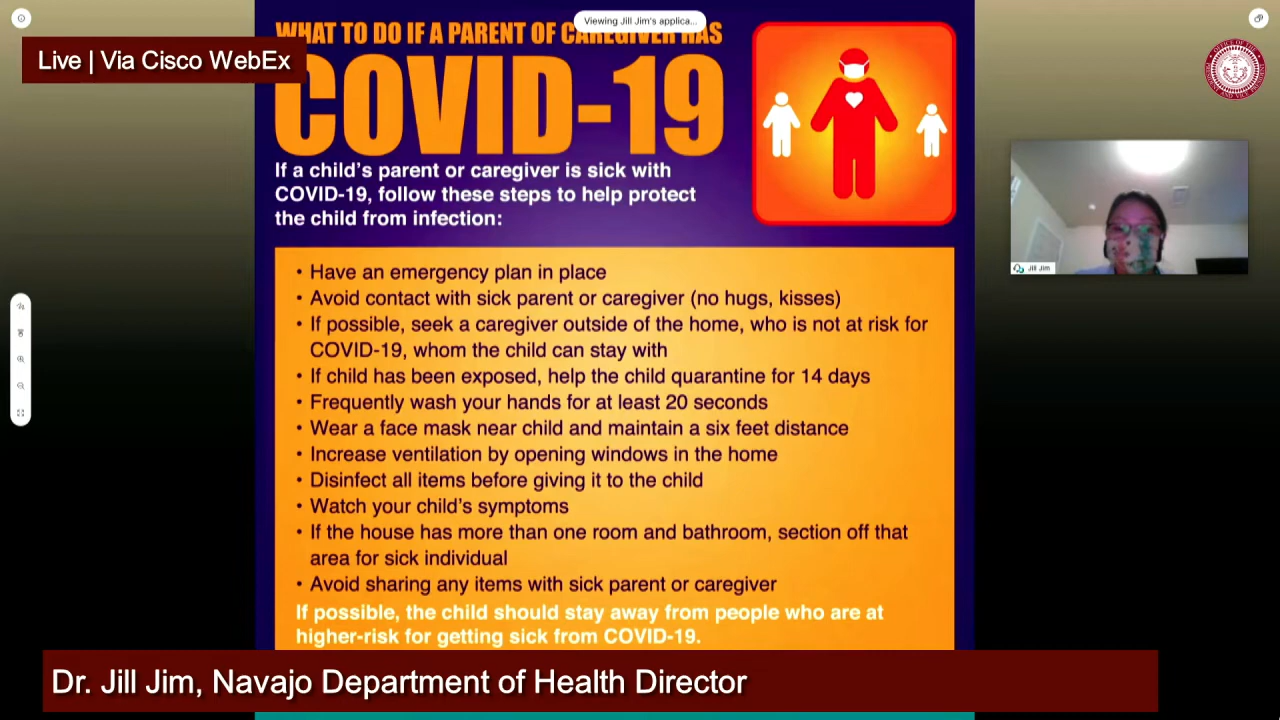 Viewing Jill Jim's applica...
WHAT TO DO IF A PARENT OF CAREGIVER HAS
Live | Via Cisco WebEx
COVID-19
If a child's parent or caregiver is sick with
COVID-19, follow these steps to help protect
the child from infection:
Jill Jim
• Have an emergency plan in place
• Avoid contact with sick parent or caregiver (no hugs, kisses)
• If possible, seek a caregiver outside of the home, who is not at risk for
COVID-19, whom the child can stay with
• If child has been exposed, help the child quarantine for 14 days
• Frequently wash your hands for at least 20 seconds
• Wear a face mask near child and maintain a six feet distance
• Increase ventilation by opening windows in the home
• Disinfect all items before giving it to the child
• Watch your child's symptoms
• If the house has more than one room and bathroom, section off that
area for sick individual
• Avoid sharing any items with sick parent or caregiver
If possible, the child should stay away from people who are at
higher-risk for getting sick from COVID-19.
Dr. Jill Jim, Navajo Department of Health Director